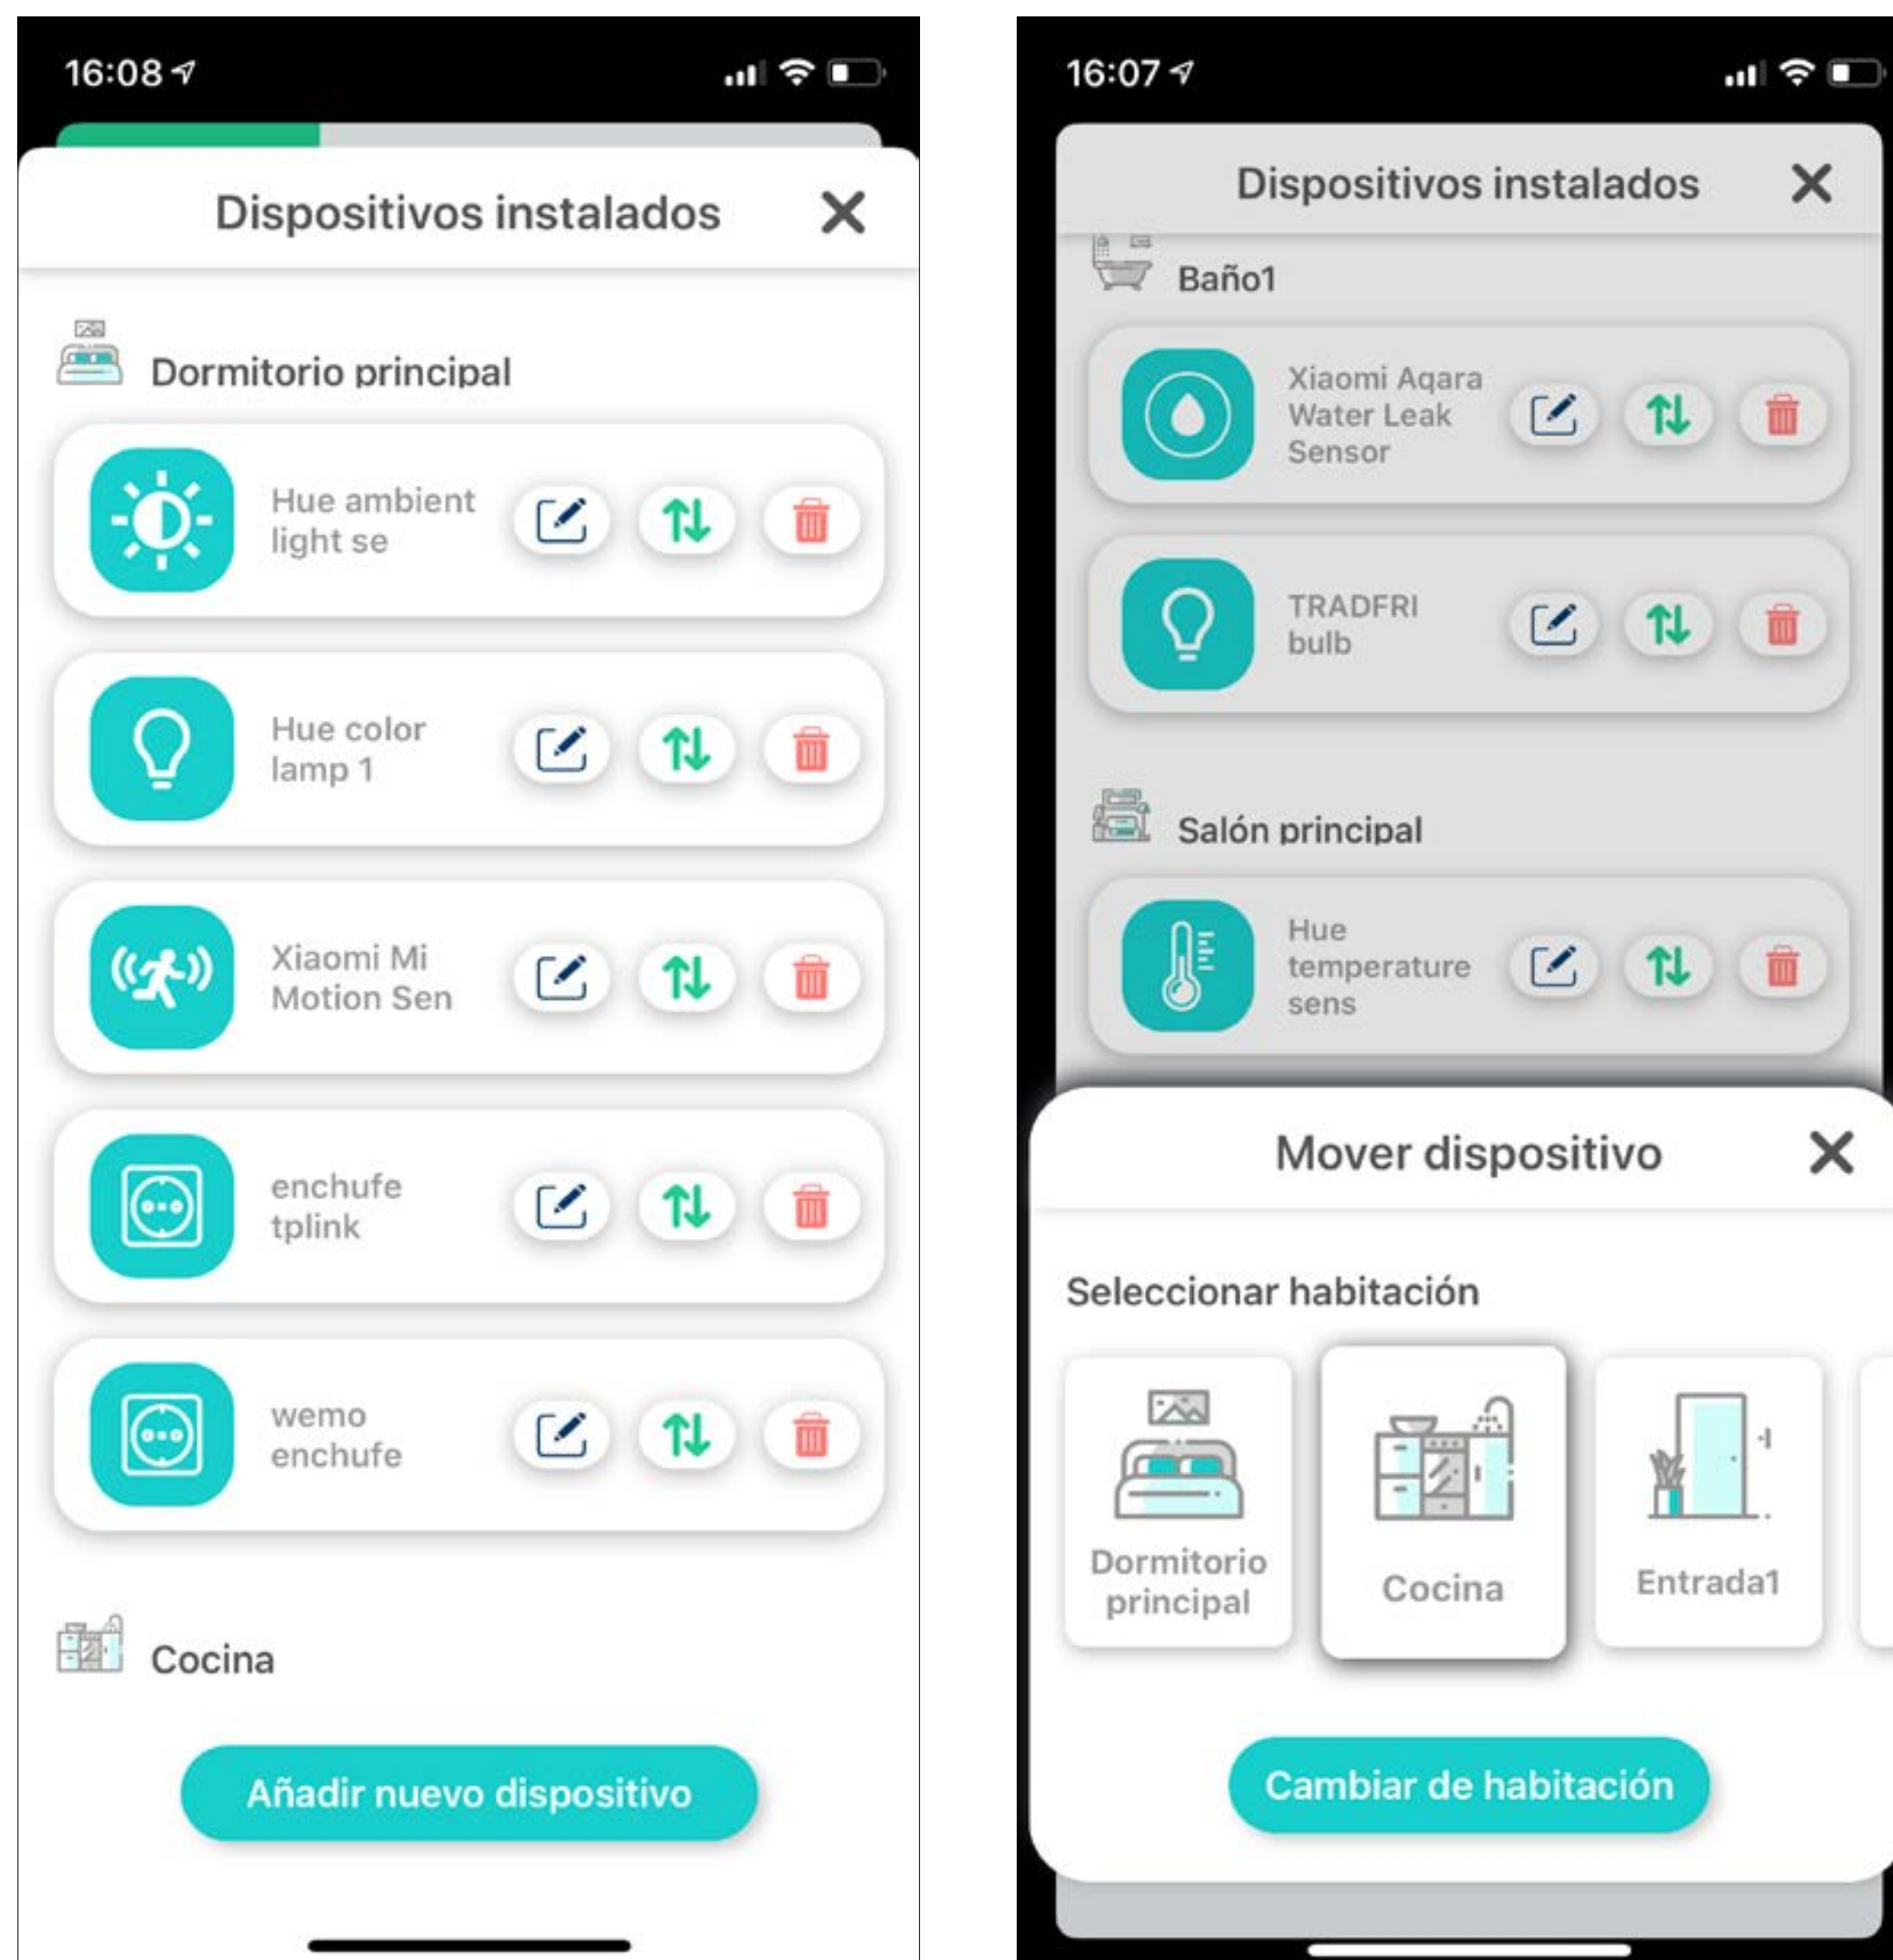 16:08
Dispositivos instalados
Dormitorio principal
Hue ambient
light se
Hue color
lamp 1
Xiaomi Mi
Motion Sen
enchufe
tplink
wemo
enchufe
Cocina
Añadir nuevo dispositivo
16:07
Dispositivos instalados
Baño1
Xiaomi Aqara
Water Leak
Sensor
TRADFRI
bulb
Salón principal
Hue
temperature
sens
Mover dispositivo
Seleccionar habitación
Dormitorio
principal
Cocina
Entrada1
Cambiar de habitación